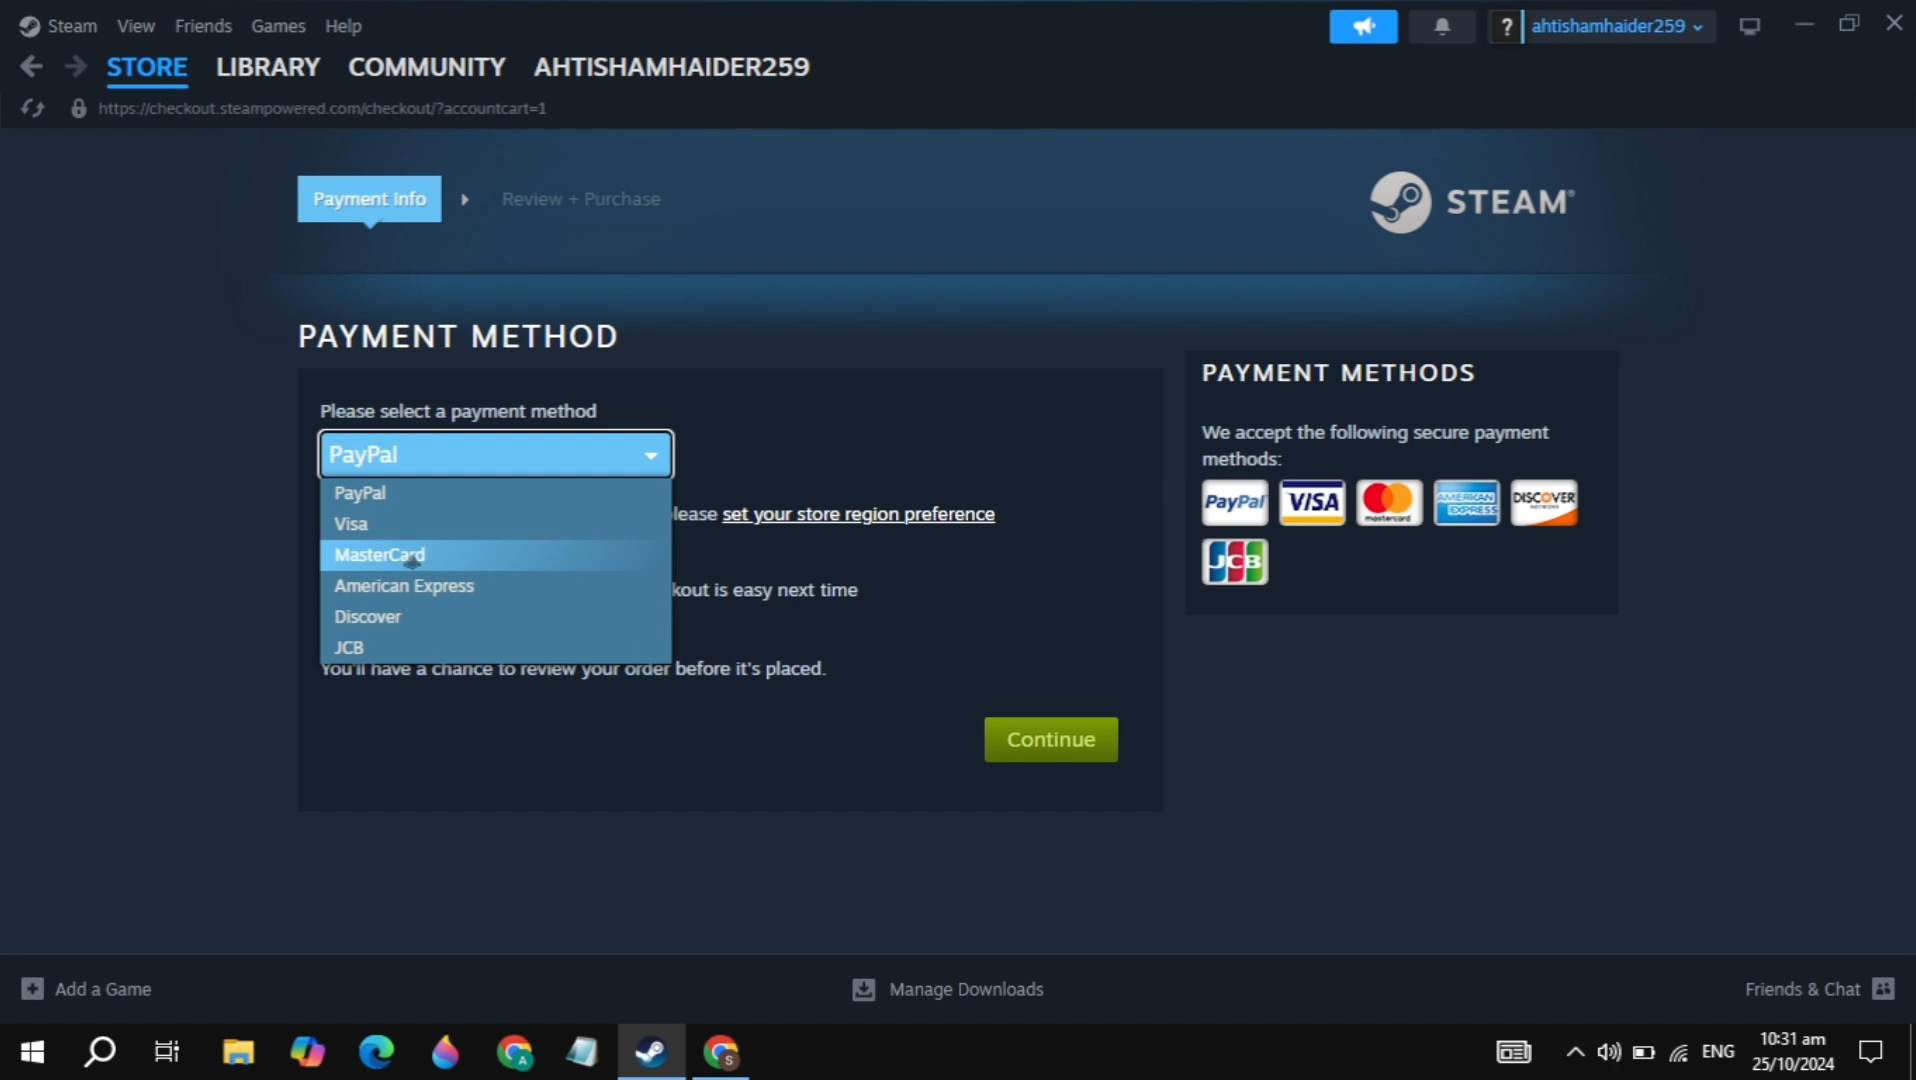 Steam View Friends Games Help
? ahtishamhaider259
STORE LIBRARY COMMUNITY AHTISHAMHAIDER259
https://checkout.steampowered.com/checkout/?accountcart=1
Payment Info Review + Purchase
STEAM®
PAYMENT METHOD
Please select a payment method
PayPal
PayPal
Visa
MasterCard
American Express
Discover
JCB
lease set your store region preference
kout is easy next time
You'll have a chance to review your order before it's placed.
Continue
PAYMENT METHODS
We accept the following secure payment
methods:
PayPal VISA mastercard AMERICAN EXPRESS DISCOVER NETWORK
JCB
Add a Game Manage Downloads Friends & Chat
A S ENG 10:31 am
25/10/2024